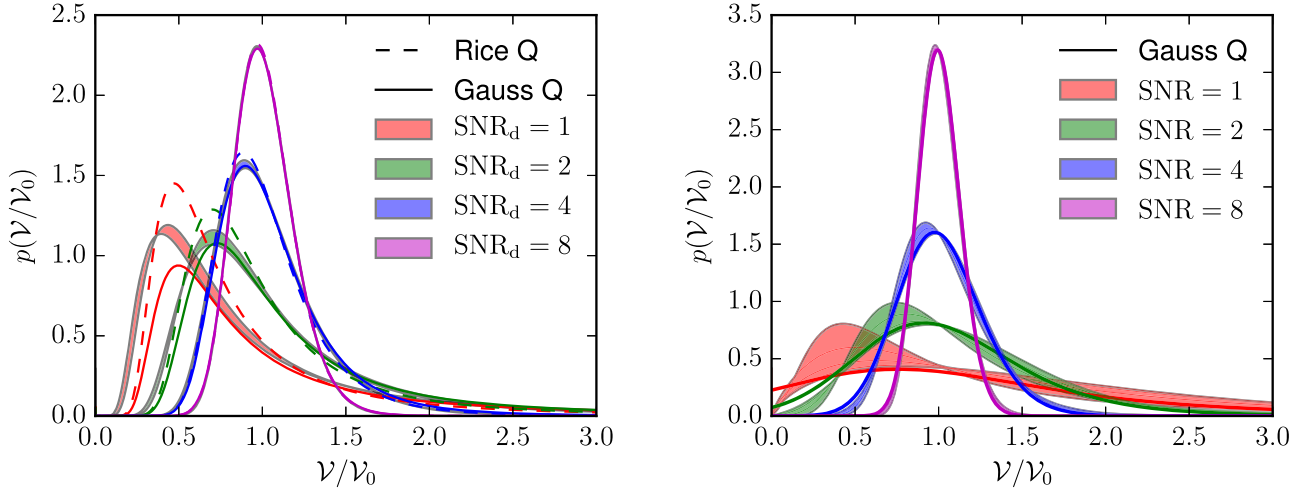 2.5
2.0
1.5
1.0
0.5
0.0
p(𝒱/𝒱₀)
Rice Q
Gauss Q
SNR_d = 1
SNR_d = 2
SNR_d = 4
SNR_d = 8
0.0 0.5 1.0 1.5 2.0 2.5 3.0
𝒱/𝒱₀
3.5
3.0
2.5
2.0
1.5
1.0
0.5
0.0
p(𝒱/𝒱₀)
Gauss Q
SNR = 1
SNR = 2
SNR = 4
SNR = 8
0.0 0.5 1.0 1.5 2.0 2.5 3.0
𝒱/𝒱₀